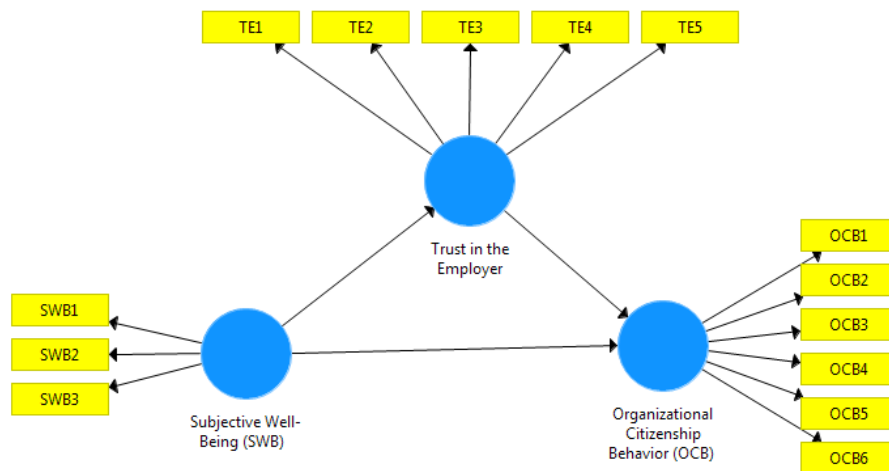 TE1
TE2
TE3
TE4
TE5
Trust in the
Employer
OCB1
OCB2
OCB3
OCB4
OCB5
OCB6
SWB1
SWB2
SWB3
Subjective Well-
Being (SWB)
Organizational
Citizenship
Behavior (OCB)